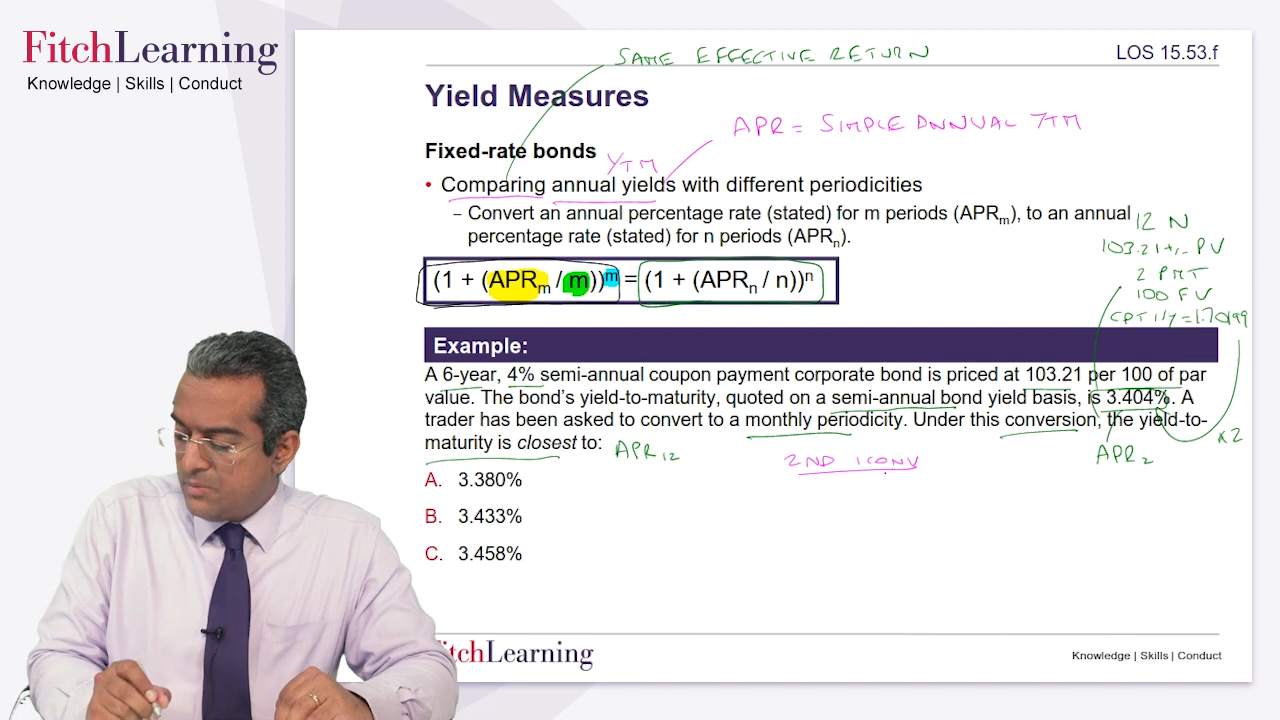 FitchLearning
Knowledge | Skills | Conduct
SAME EFFECTIVE RETURN
LOS 15.53.f
Yield Measures
APR = SIMPLE ANNUAL YTM
Fixed-rate bonds
YTM
• Comparing annual yields with different periodicities
– Convert an annual percentage rate (stated) for m periods (APRm), to an annual
percentage rate (stated) for n periods (APRn).
12 N
103.21 +/- PV
2 PMT
100 FV
CPT I/Y = 1.70199
(1 + (APRm / m))^m = (1 + (APRn / n))^n
Example:
A 6-year, 4% semi-annual coupon payment corporate bond is priced at 103.21 per 100 of par
value. The bond's yield-to-maturity, quoted on a semi-annual bond yield basis, is 3.404%. A
trader has been asked to convert to a monthly periodicity. Under this conversion, the yield-to-
maturity is closest to:
APR12
2ND ICONV
APR2
x2
A. 3.380%
B. 3.433%
C. 3.458%
tchLearning
Knowledge | Skills | Conduct